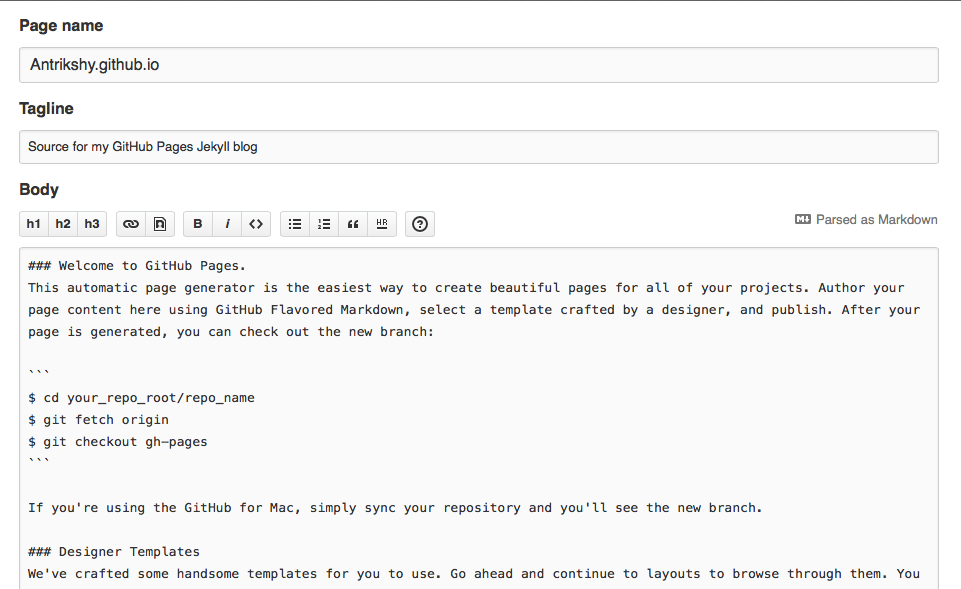 Page name
Antrikshy.github.io
Tagline
Source for my GitHub Pages Jekyll blog
Body
h1 h2 h3 B i <> “ HR ?
Parsed as Markdown
### Welcome to GitHub Pages.
This automatic page generator is the easiest way to create beautiful pages for all of your projects. Author your
page content here using GitHub Flavored Markdown, select a template crafted by a designer, and publish. After your
page is generated, you can check out the new branch:
```
$ cd your_repo_root/repo_name
$ git fetch origin
$ git checkout gh-pages
```
If you're using the GitHub for Mac, simply sync your repository and you'll see the new branch.
### Designer Templates
We've crafted some handsome templates for you to use. Go ahead and continue to layouts to browse through them. You